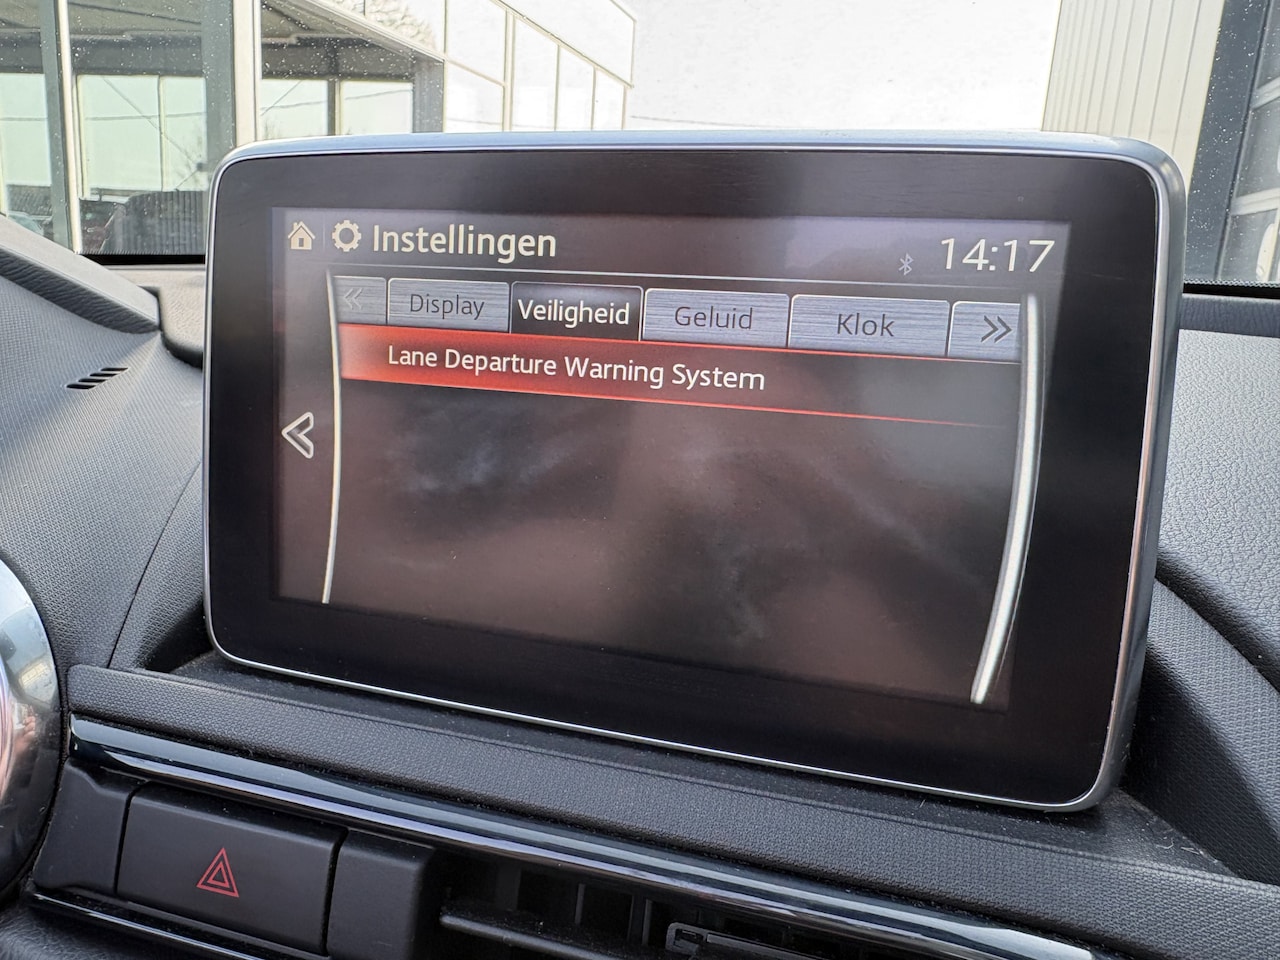 Instellingen
14:17
Display
Veiligheid
Geluid
Klok
Lane Departure Warning System